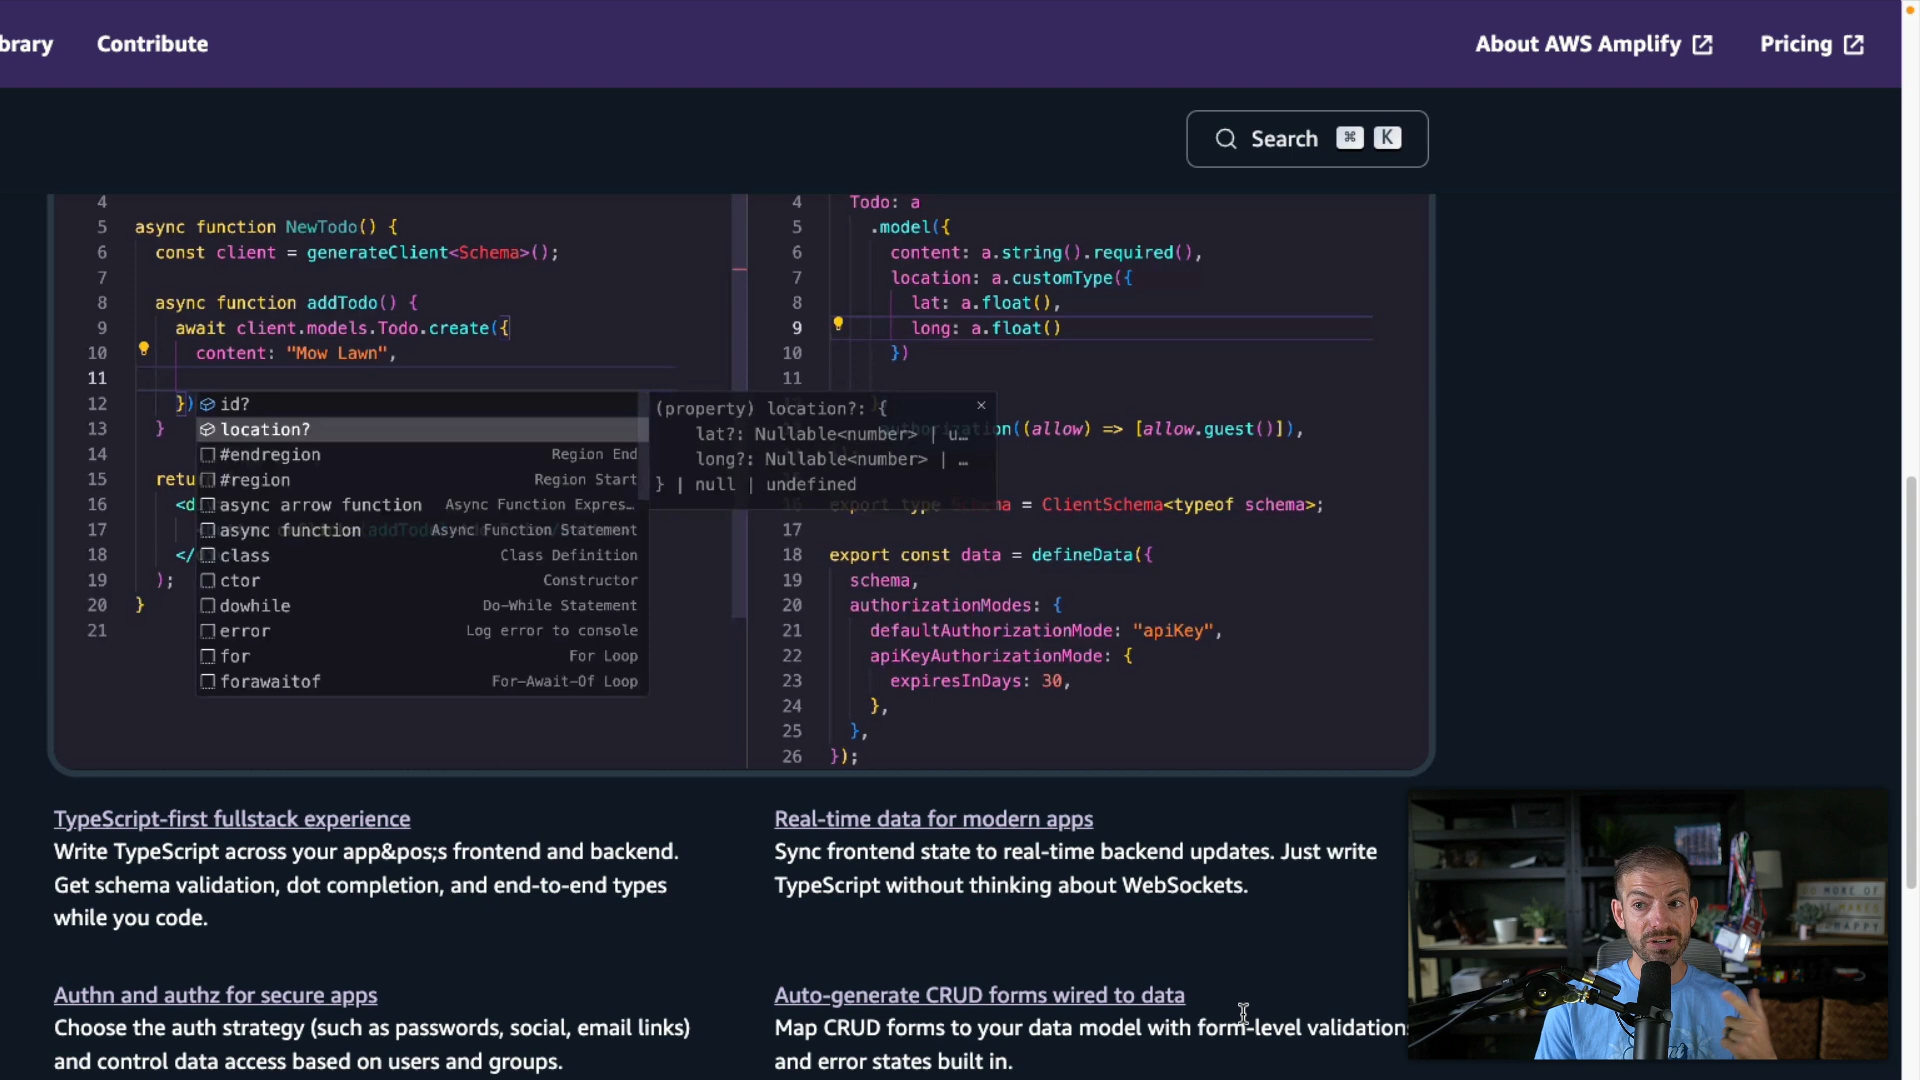 brary
Contribute
About AWS Amplify
Pricing
Search ⌘ K
4
5 async function NewTodo() {
6 const client = generateClient<Schema>();
7
8 async function addTodo() {
9 await client.models.Todo.create({
10 content: "Mow Lawn",
11
12 })
13 }
14
15 retu
16 <d
17
18 </
19 );
20 }
21
id?
location?
#endregion Region End
#region Region Start
async arrow function Async Function Expres…
async function Async Function Statement
class Class Definition
ctor Constructor
dowhile Do-While Statement
error Log error to console
for For Loop
forawaitof For-Await-Of Loop
(property) location?: { ×
lat?: Nullable<number> | u…
long?: Nullable<number> | …
} | null | undefined
4 Todo: a
5 .model({
6 content: a.string().required(),
7 location: a.customType({
8 lat: a.float(),
9 long: a.float()
10 })
11
authorization((allow) => [allow.guest()]),
16 export type Schema = ClientSchema<typeof schema>;
17
18 export const data = defineData({
19 schema,
20 authorizationModes: {
21 defaultAuthorizationMode: "apiKey",
22 apiKeyAuthorizationMode: {
23 expiresInDays: 30,
24 },
25 },
26 });
TypeScript-first fullstack experience
Write TypeScript across your app&pos;s frontend and backend.
Get schema validation, dot completion, and end-to-end types
while you code.
Real-time data for modern apps
Sync frontend state to real-time backend updates. Just write
TypeScript without thinking about WebSockets.
Authn and authz for secure apps
Choose the auth strategy (such as passwords, social, email links)
and control data access based on users and groups.
Auto-generate CRUD forms wired to data
Map CRUD forms to your data model with form-level validations
and error states built in.
DO MORE OF
MAKES
HAPPY